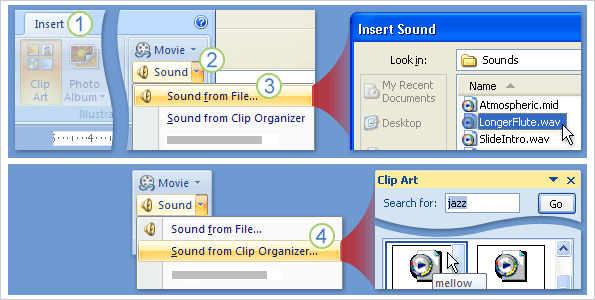 Insert 1
Clip Art
Photo Album
Illustra
4
Movie
2
Sound
3
Sound from File...
Sound from Clip Organizer
Insert Sound
Look in: Sounds
My Recent Documents
Desktop
Name
Atmospheric.mid
LongerFlute.wav
SlideIntro.wav
Movie
Sound
Sound from File...
4
Sound from Clip Organizer...
Clip Art
Search for: jazz Go
mellow